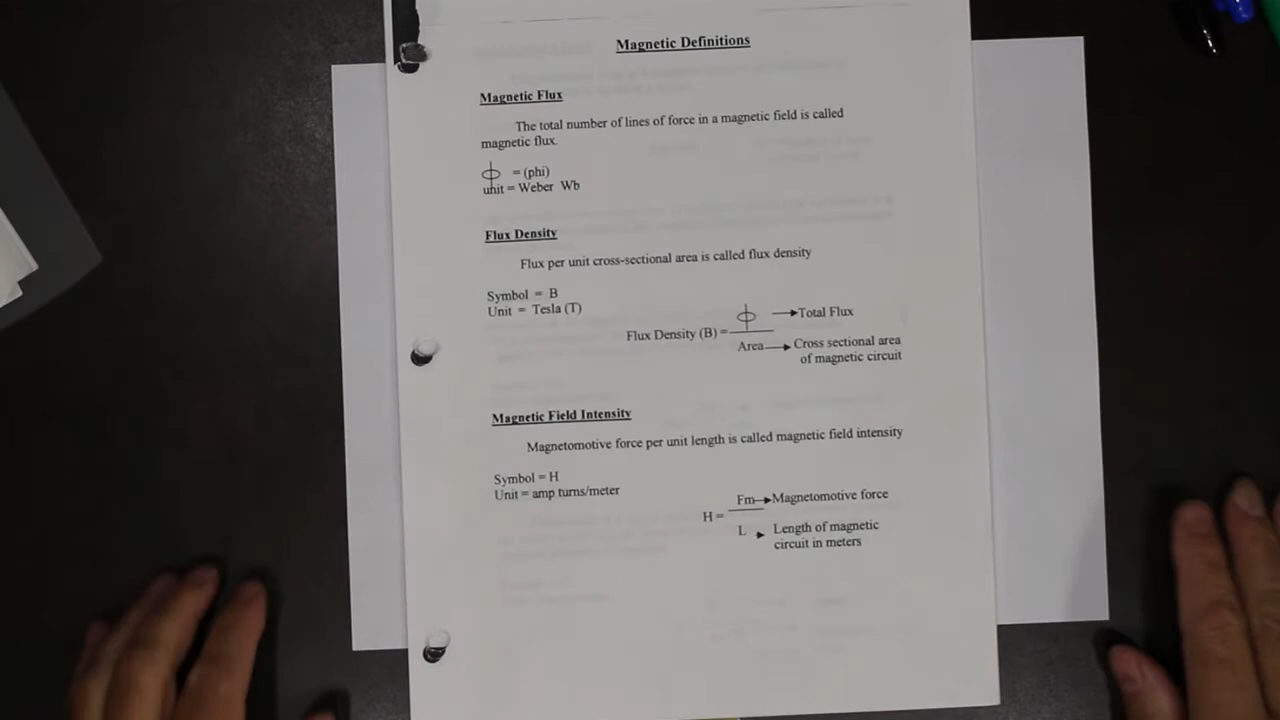 Magnetic Definitions
Magnetic Flux
The total number of lines of force in a magnetic field is called
magnetic flux.
ϕ = (phi)
unit = Weber Wb
Flux Density
Flux per unit cross-sectional area is called flux density
Symbol = B
Unit = Tesla (T)
ϕ → Total Flux
Flux Density (B) =
Area → Cross sectional area
of magnetic circuit
Magnetic Field Intensity
Magnetomotive force per unit length is called magnetic field intensity
Symbol = H
Unit = amp turns/meter
Fm → Magnetomotive force
H =
L → Length of magnetic
circuit in meters